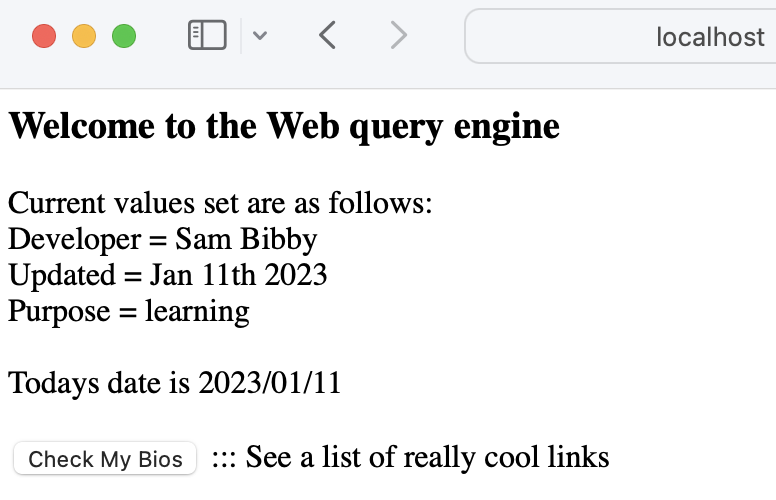 localhost
Welcome to the Web query engine
Current values set are as follows:
Developer = Sam Bibby
Updated = Jan 11th 2023
Purpose = learning
Todays date is 2023/01/11
Check My Bios ::: See a list of really cool links